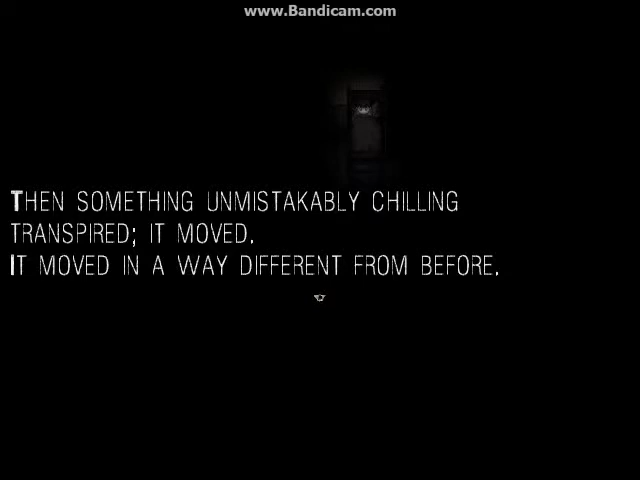 www.Bandicam.com
THEN SOMETHING UNMISTAKABLY CHILLING
TRANSPIRED; IT MOVED.
IT MOVED IN A WAY DIFFERENT FROM BEFORE.